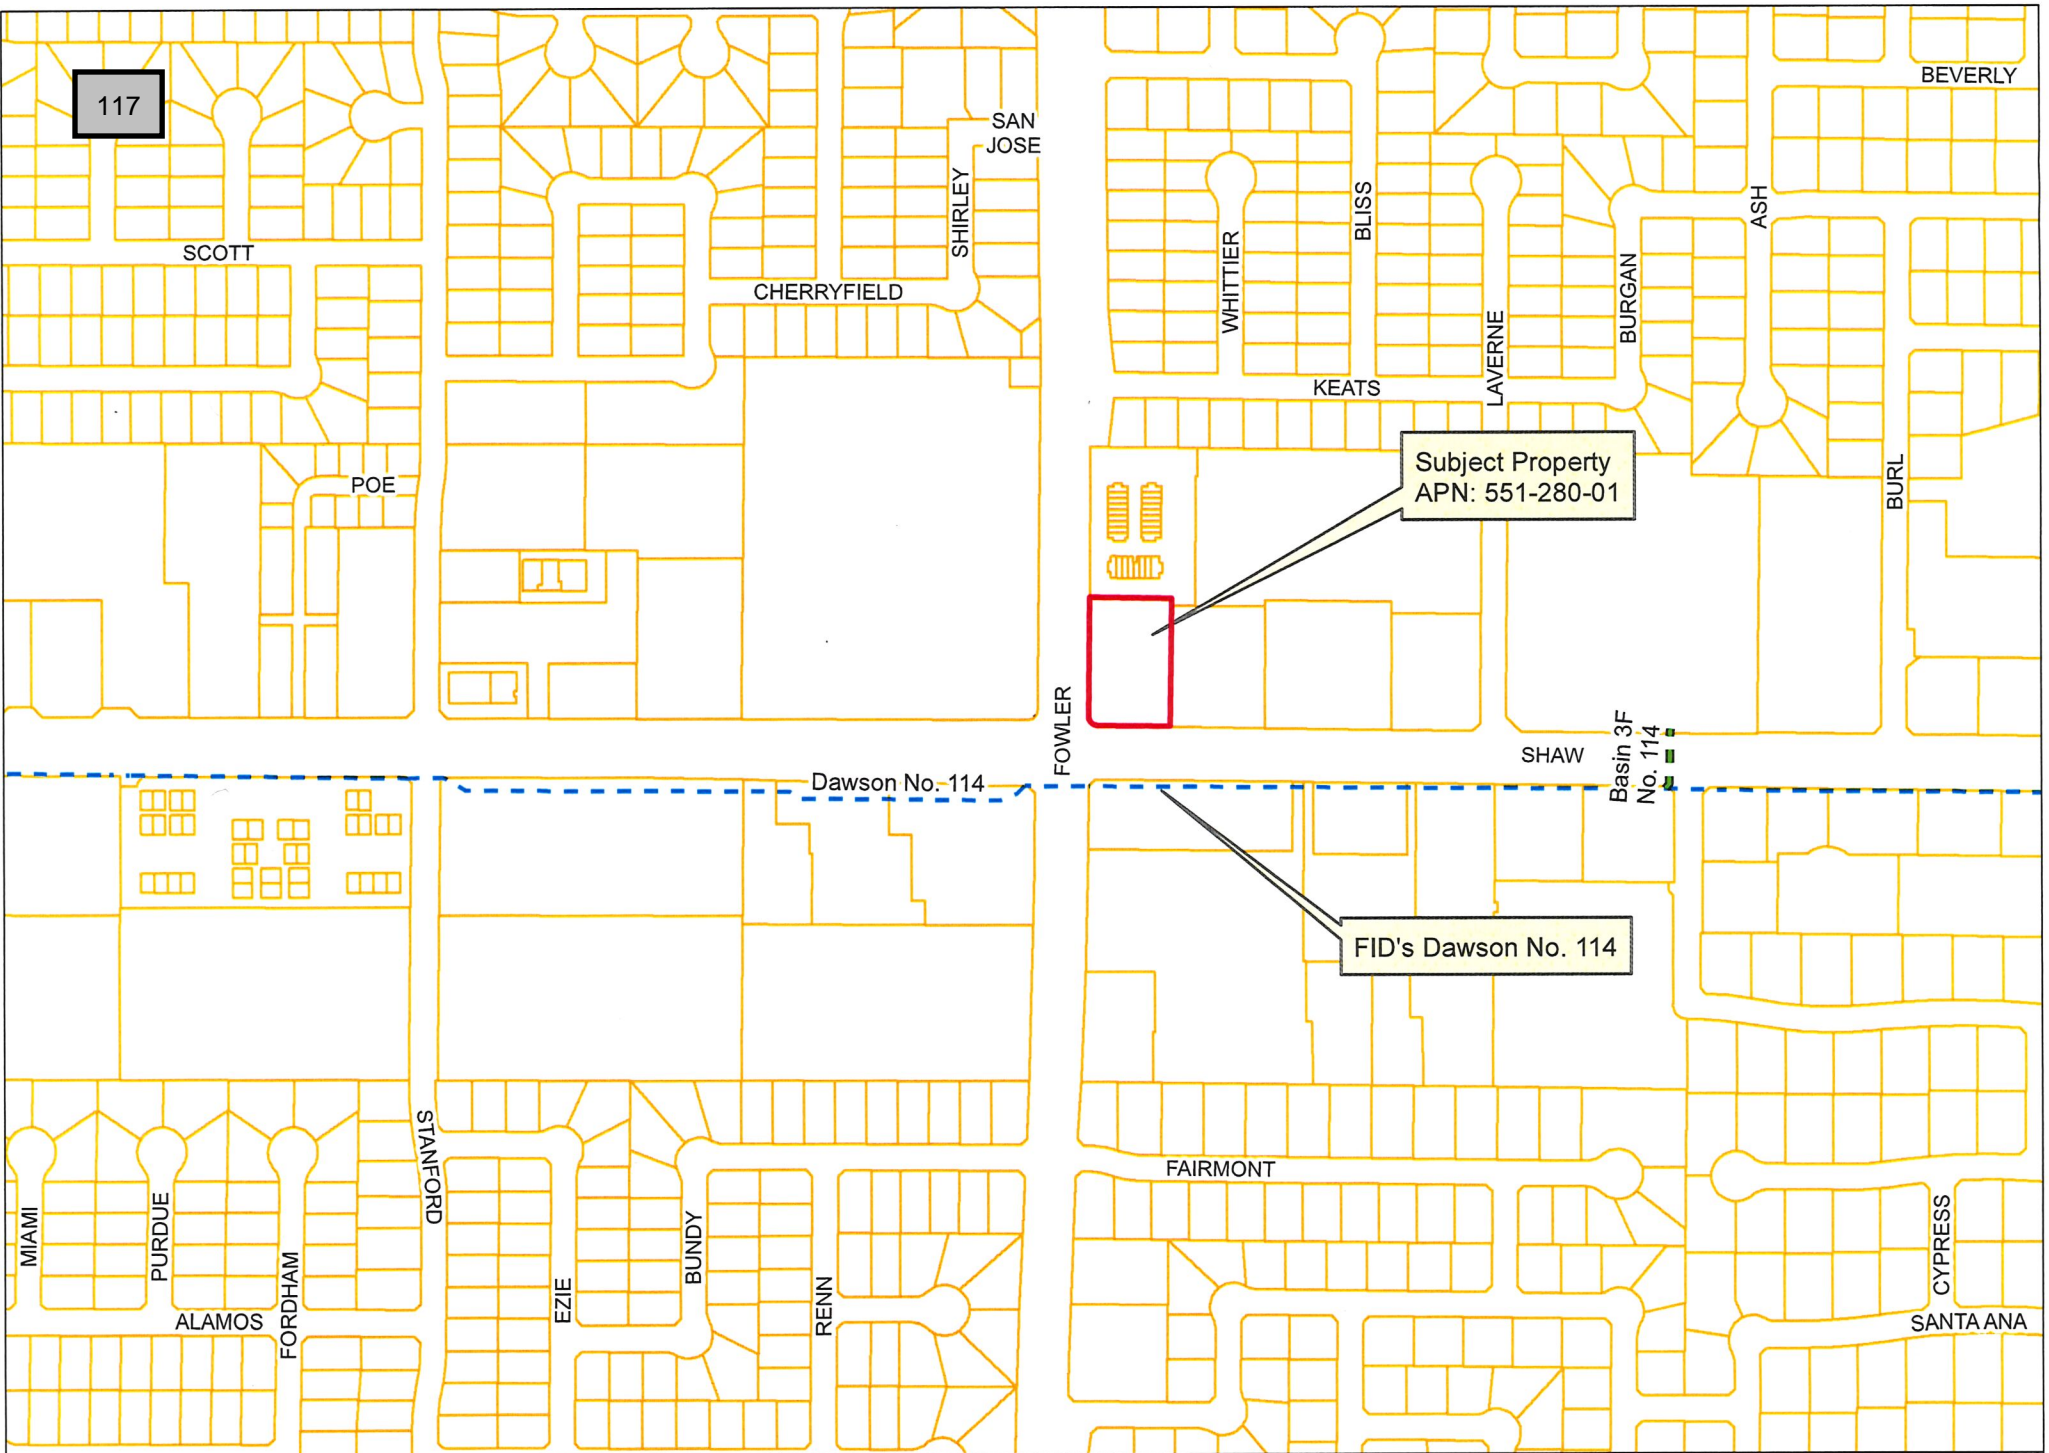 BEVERLY
117
SAN
JOSE
SHIRLEY
BLISS
ASH
SCOTT
WHITTIER
CHERRYFIELD
BURGAN
LAVERNE
KEATS
Subject Property
APN: 551-280-01
POE
BURL
FOWLER
SHAW
Basin 3F
No. 114
Dawson No. 114
FID's Dawson No. 114
STANFORD
FAIRMONT
MIAMI
PURDUE
FORDHAM
BUNDY
EZIE
RENN
CYPRESS
ALAMOS
SANTA ANA